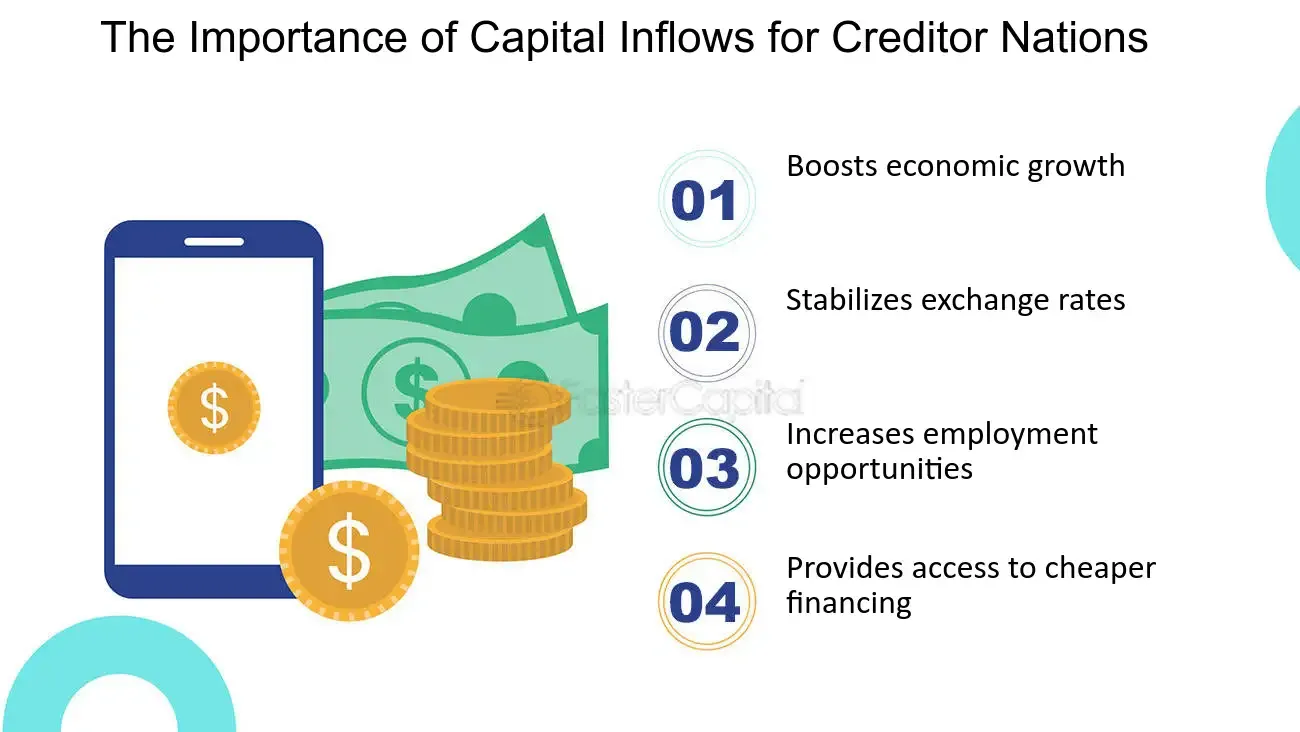 The Importance of Capital Inflows for Creditor Nations
01
Boosts economic growth
02
Stabilizes exchange rates
$
$
FasterCapital
03
Increases employment
opportunities
$
04
Provides access to cheaper
financing